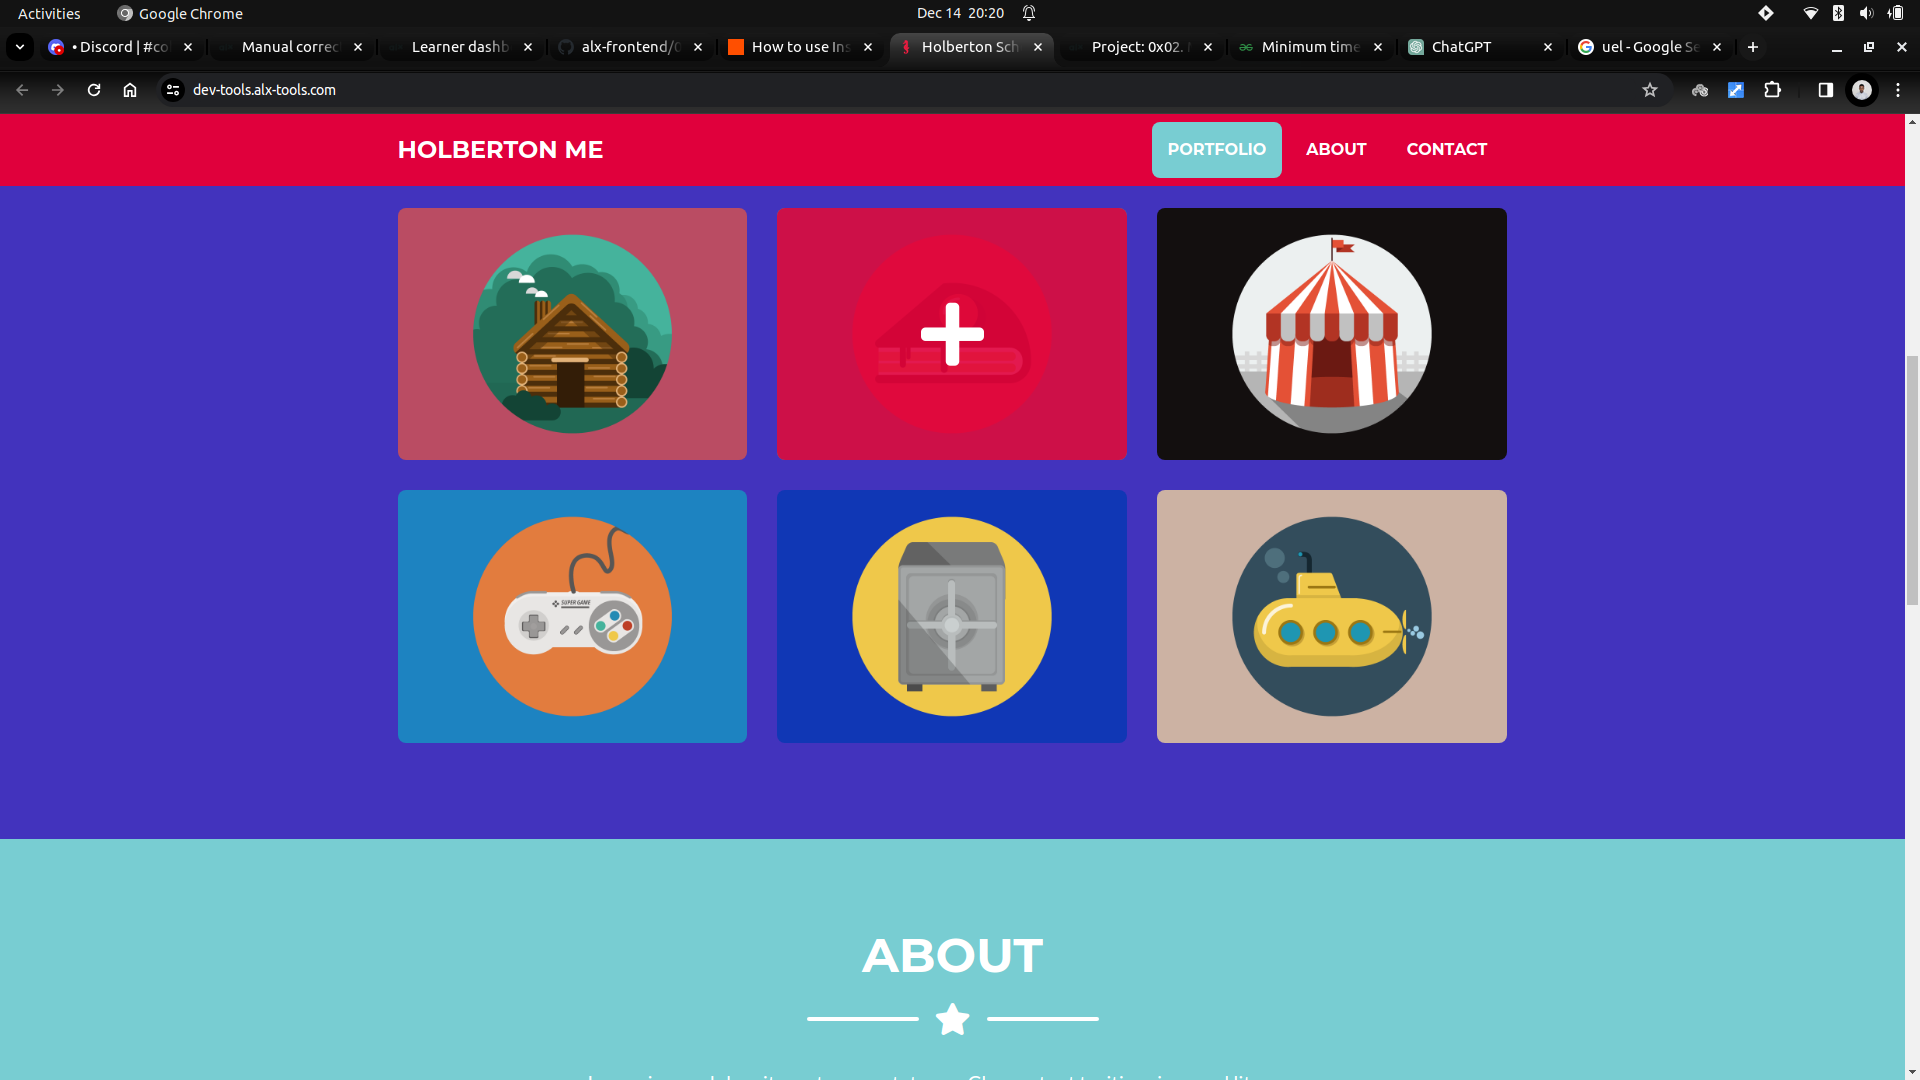 Activities
Google Chrome
Dec 14 20:20
• Discord | #co
Manual correc
Learner dashb
alx-frontend/0
How to use Ins
Holberton Sch
Project: 0x02.
Minimum time
ChatGPT
uel - Google Se
dev-tools.alx-tools.com
HOLBERTON ME
PORTFOLIO
ABOUT
CONTACT
SUPER GAME
ABOUT